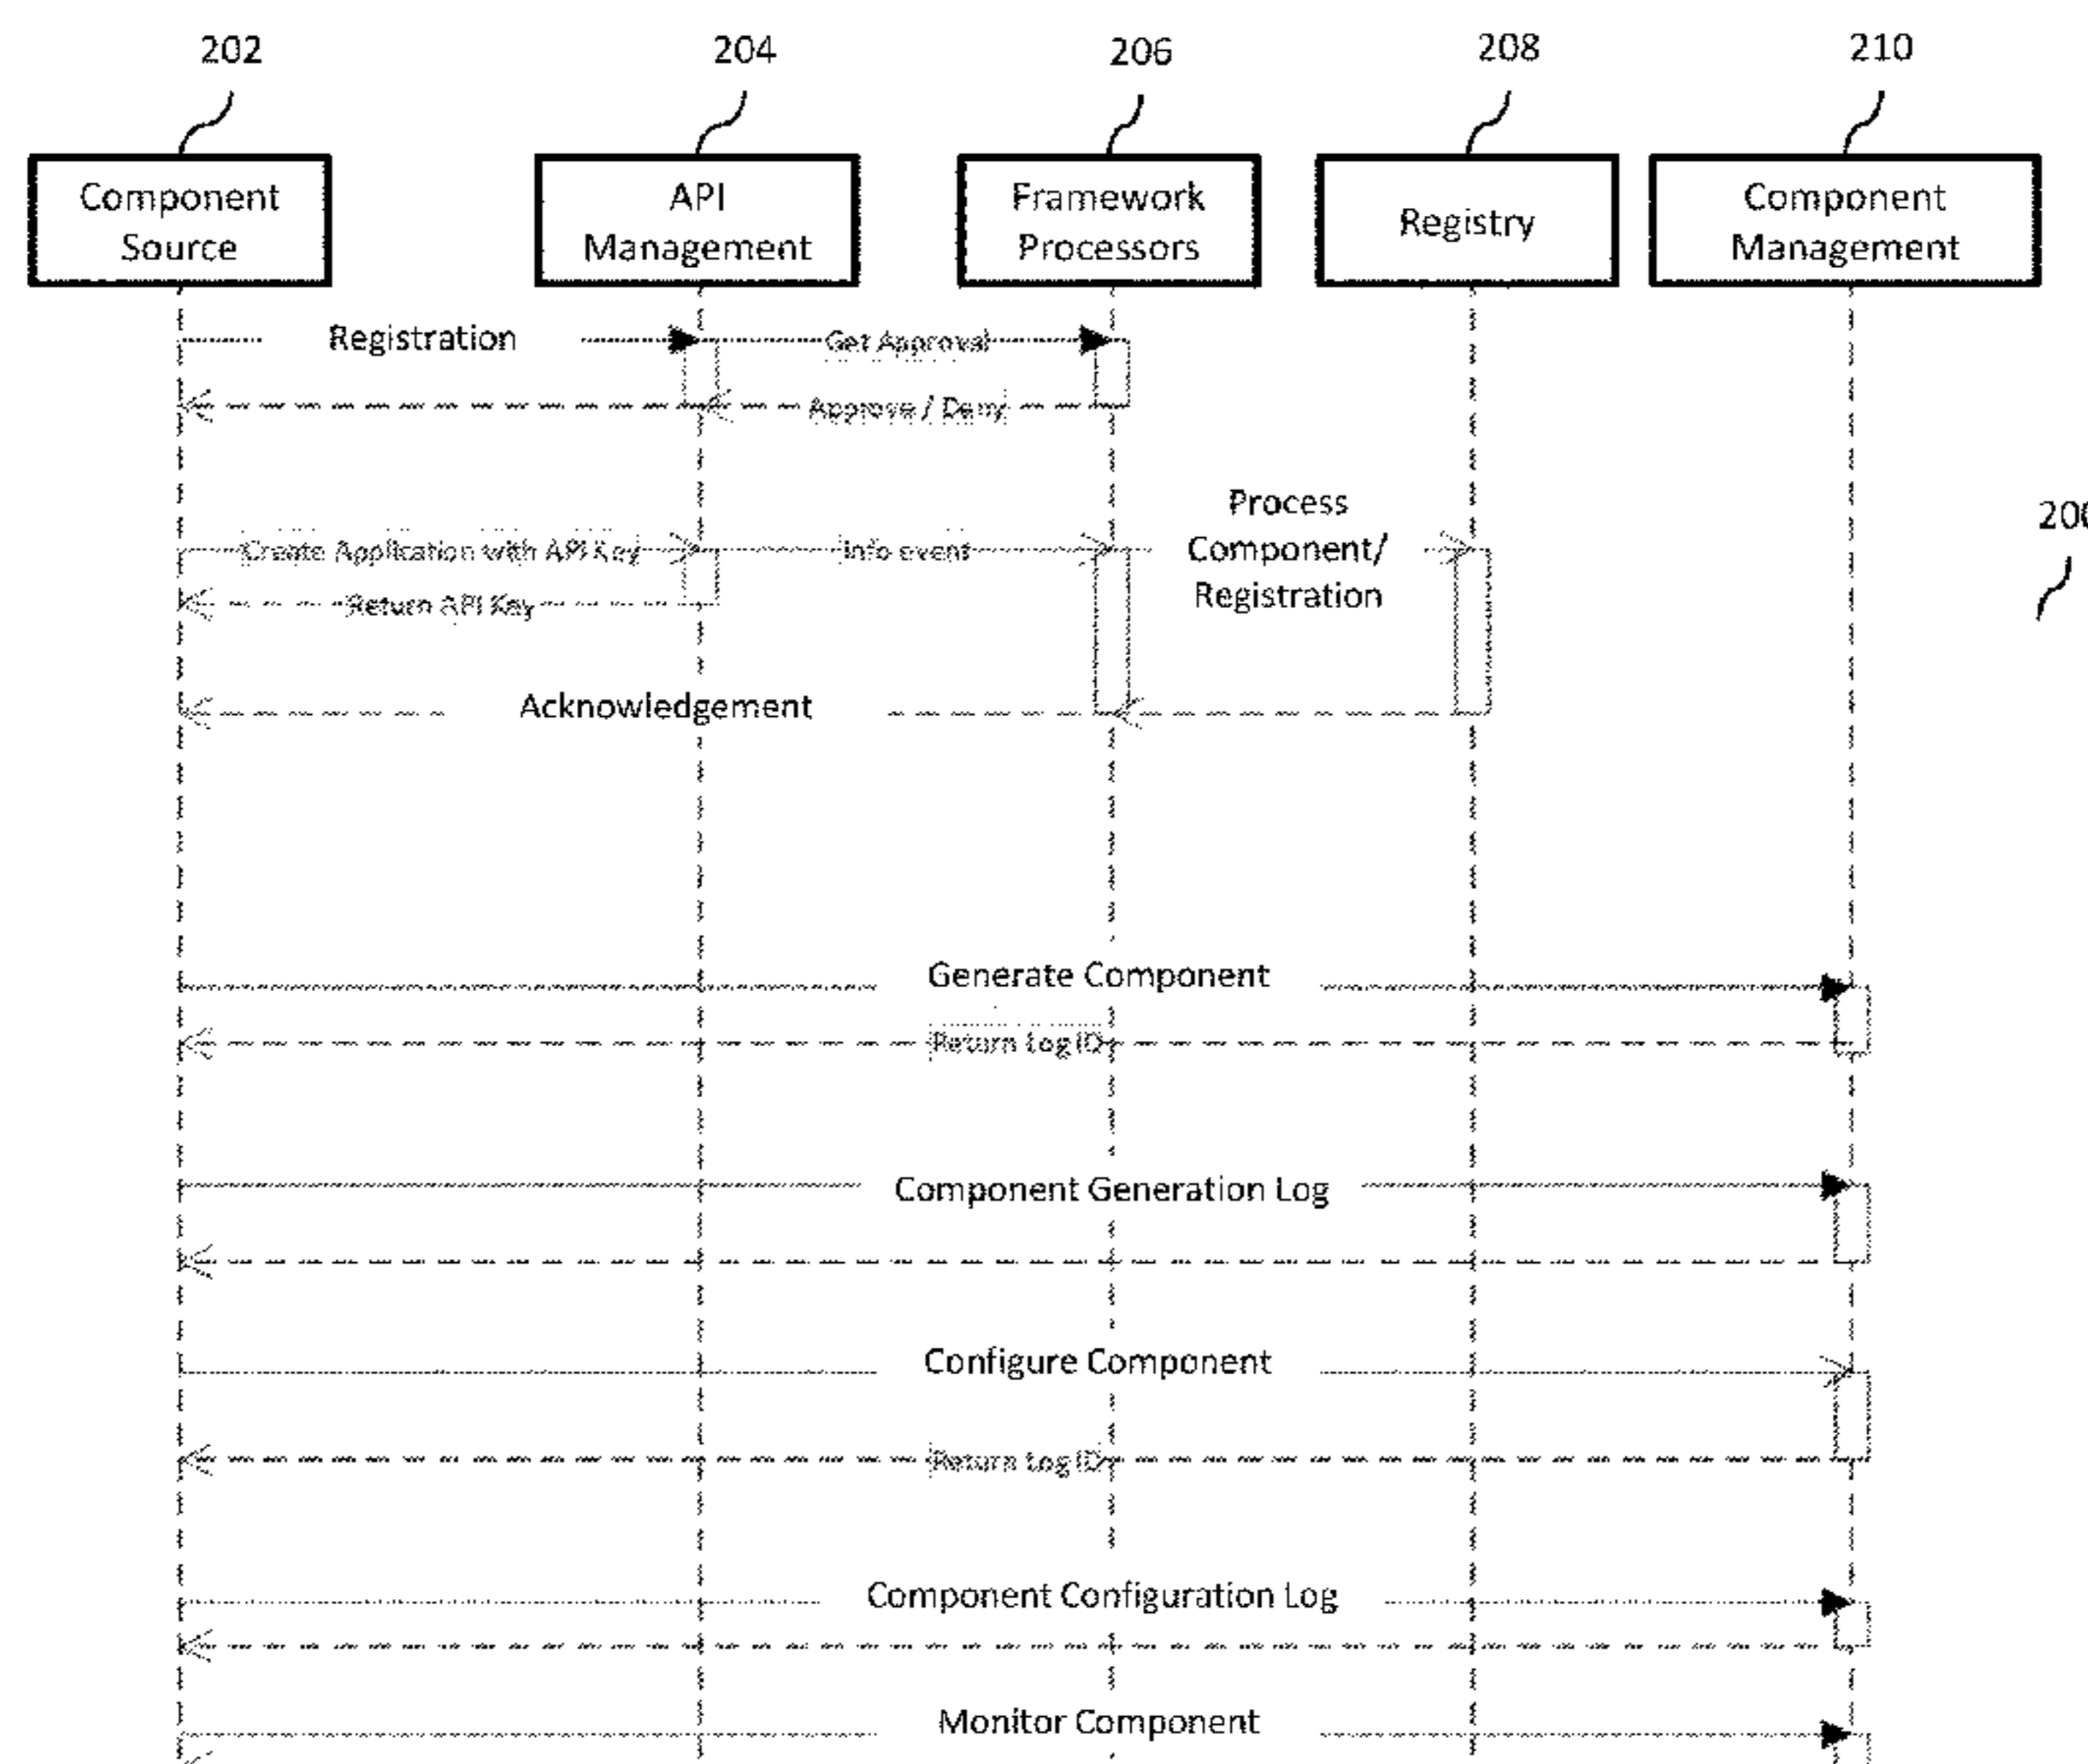 202
204
206
208
210
Component
Source
API
Management
Framework
Processors
Registry
Component
Management
Registration
Get Approval
Approve / Deny
Process
Component/
Registration
200
Create Application with API Key
Info event
Return API Key
Acknowledgement
Generate Component
Return Log ID
Component Generation Log
Configure Component
Return Log ID
Component Configuration Log
Monitor Component